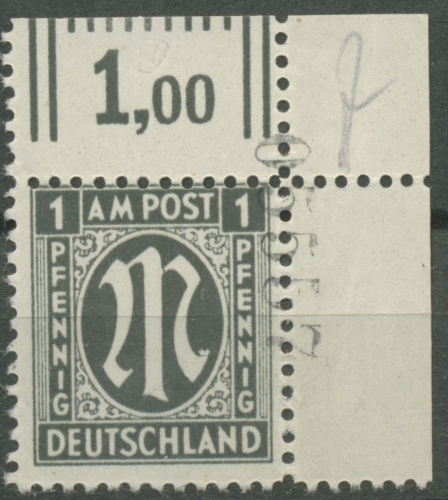 1,00
1 AM POST 1
PFENNIG
PFENNIG
M
DEUTSCHLAND